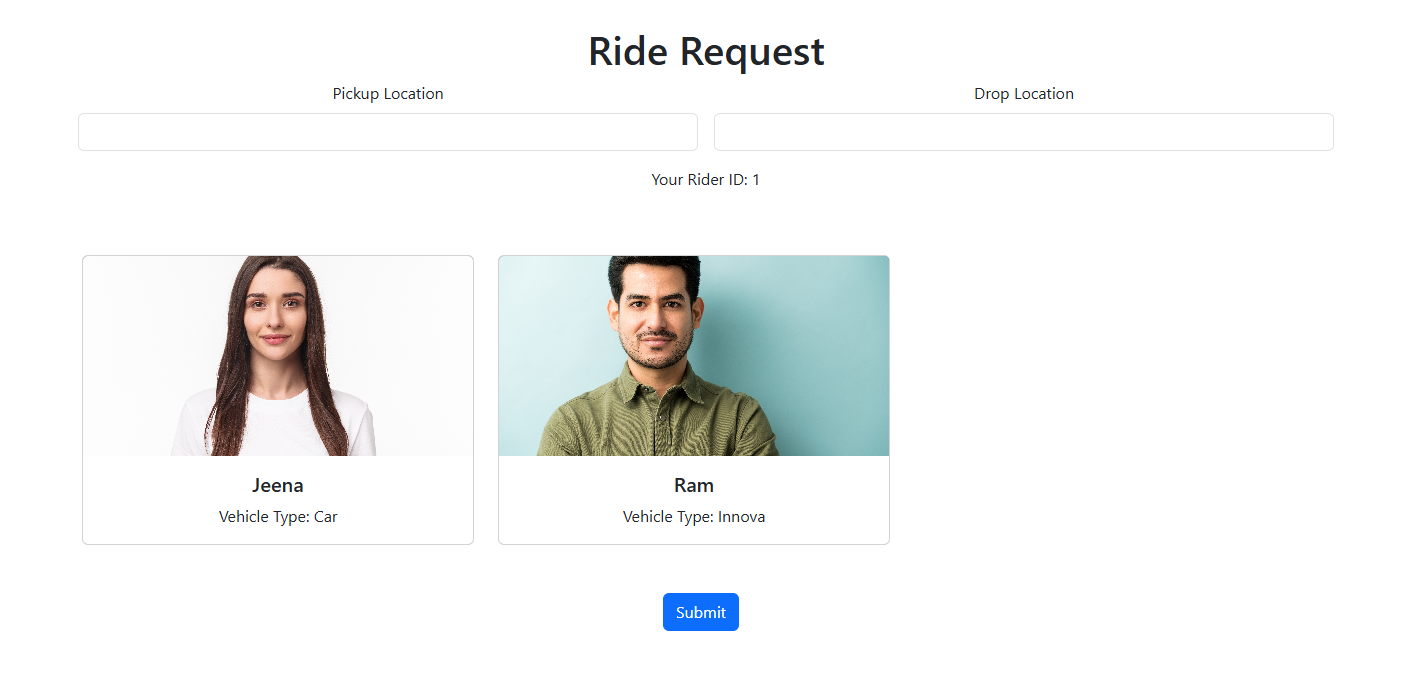 Ride Request
Pickup Location
Drop Location
Your Rider ID: 1
Jeena
Vehicle Type: Car
Ram
Vehicle Type: Innova
Submit